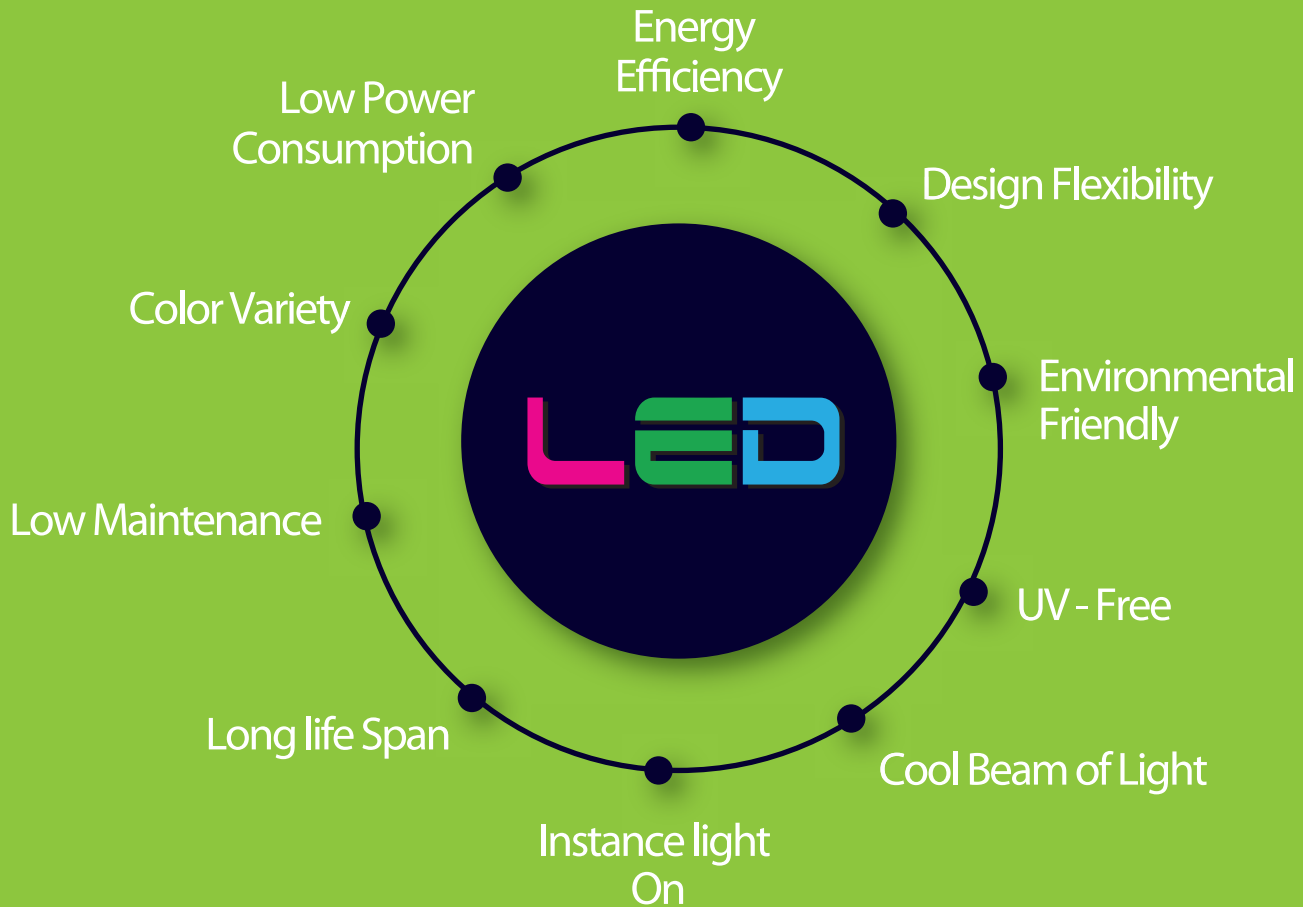 Energy
Efficiency
Low Power
Consumption
Design Flexibility
Color Variety
Environmental
Friendly
LED
Low Maintenance
UV - Free
Long life Span
Cool Beam of Light
Instance light
On